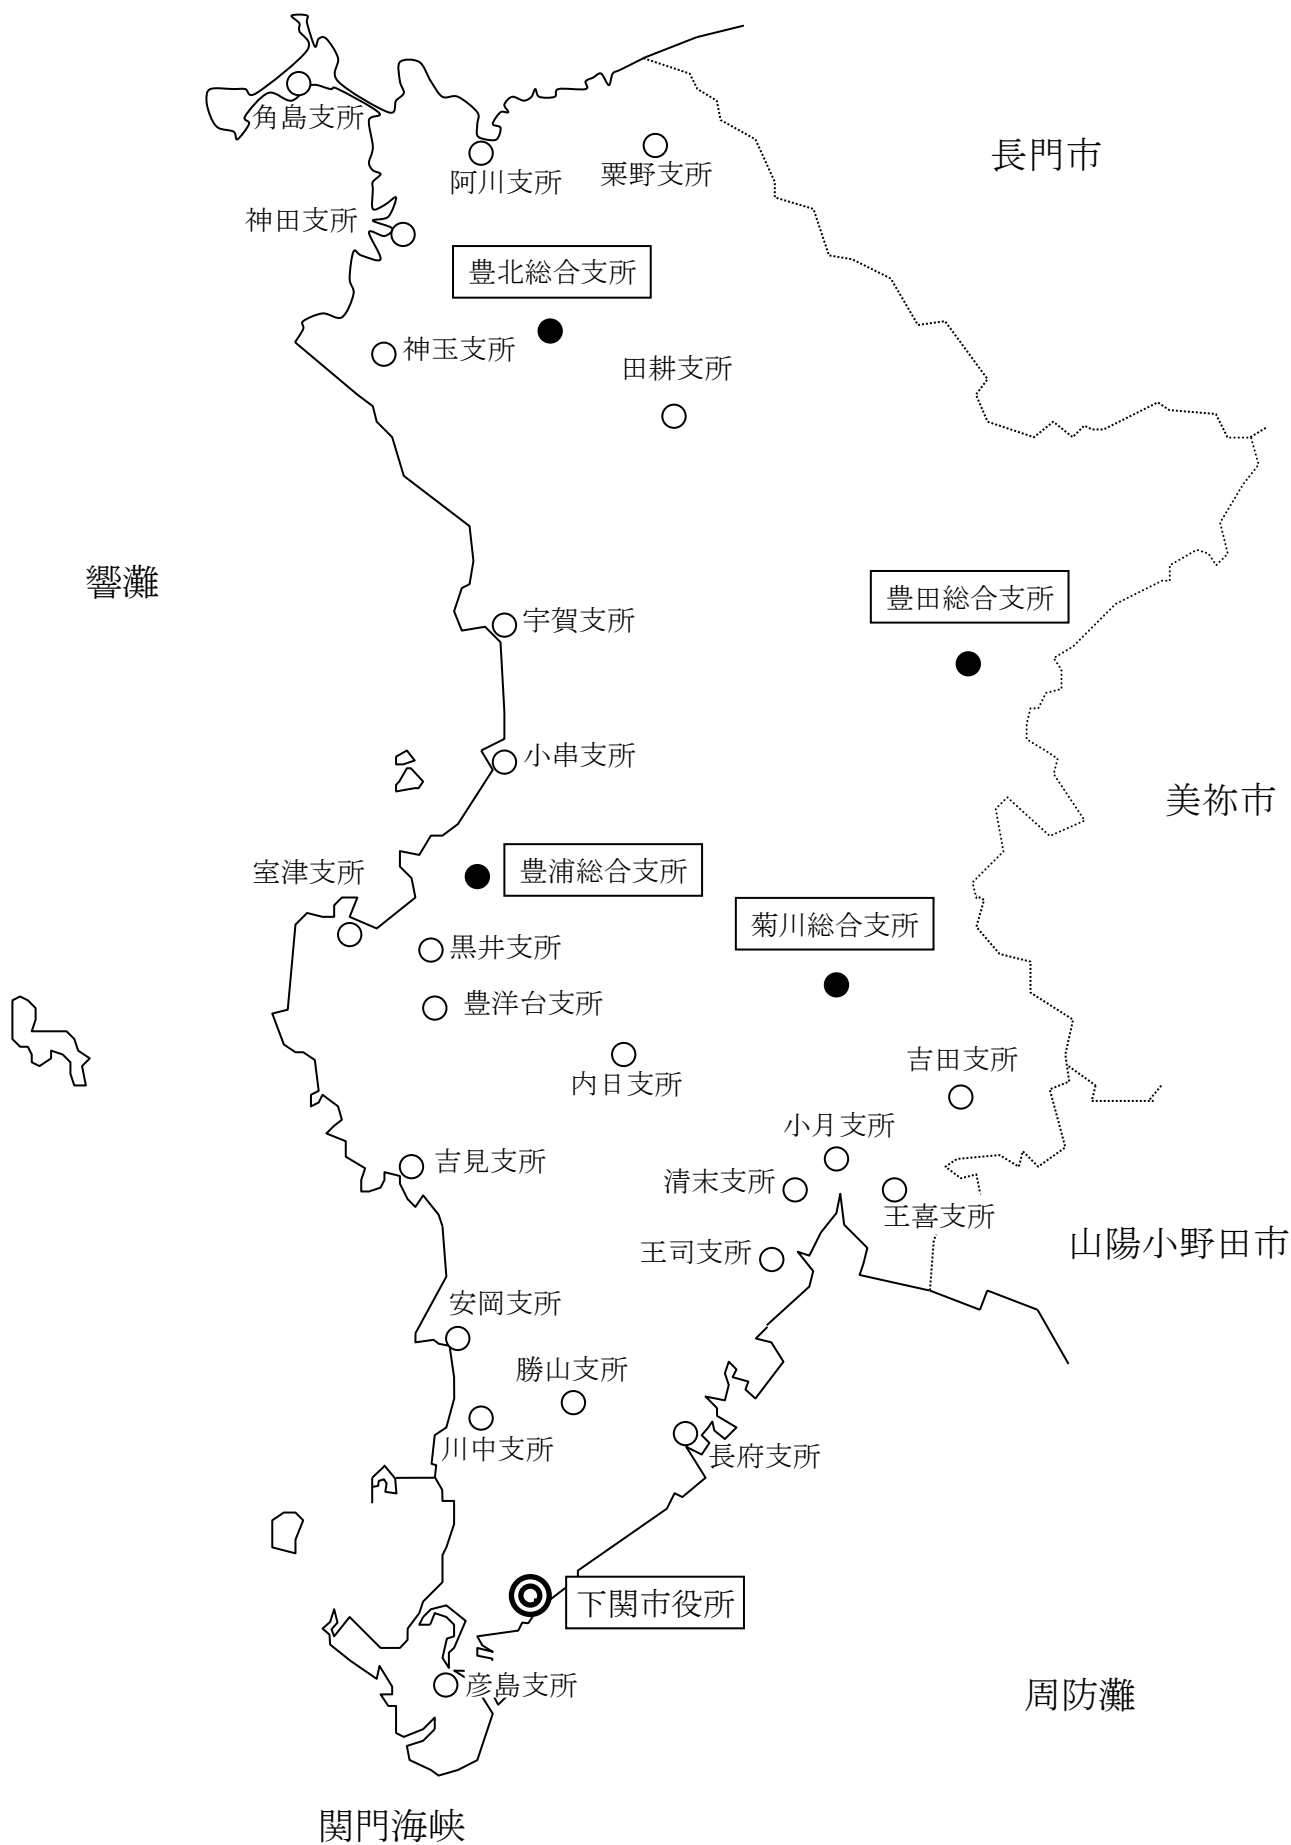 角島支所
長門市
粟野支所
阿川支所
神田支所
豊北総合支所
神玉支所
田耕支所
響灘
豊田総合支所
宇賀支所
小串支所
美祢市
室津支所
豊浦総合支所
菊川総合支所
黒井支所
豊洋台支所
吉田支所
内日支所
小月支所
吉見支所
清末支所
王喜支所
山陽小野田市
王司支所
安岡支所
勝山支所
川中支所
長府支所
下関市役所
彦島支所
周防灘
関門海峡